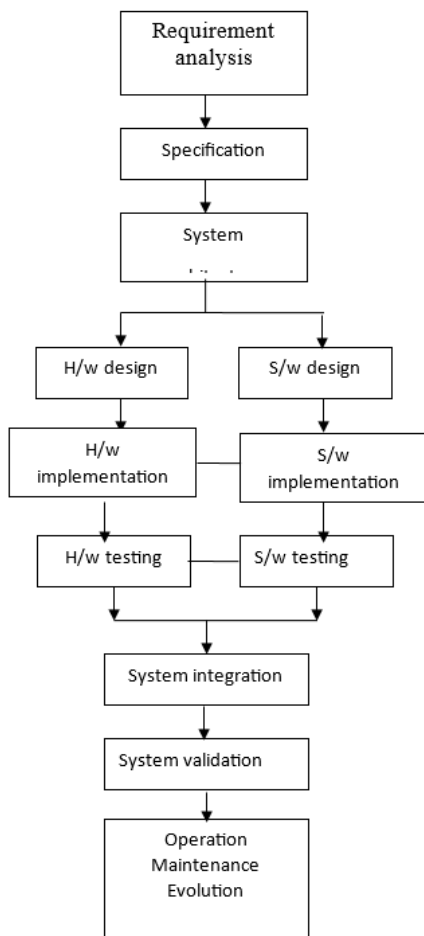 Requirement
analysis
Specification
System
H/w design
S/w design
H/w
implementation
S/w
implementation
H/w testing
S/w testing
System integration
System validation
Operation
Maintenance
Evolution